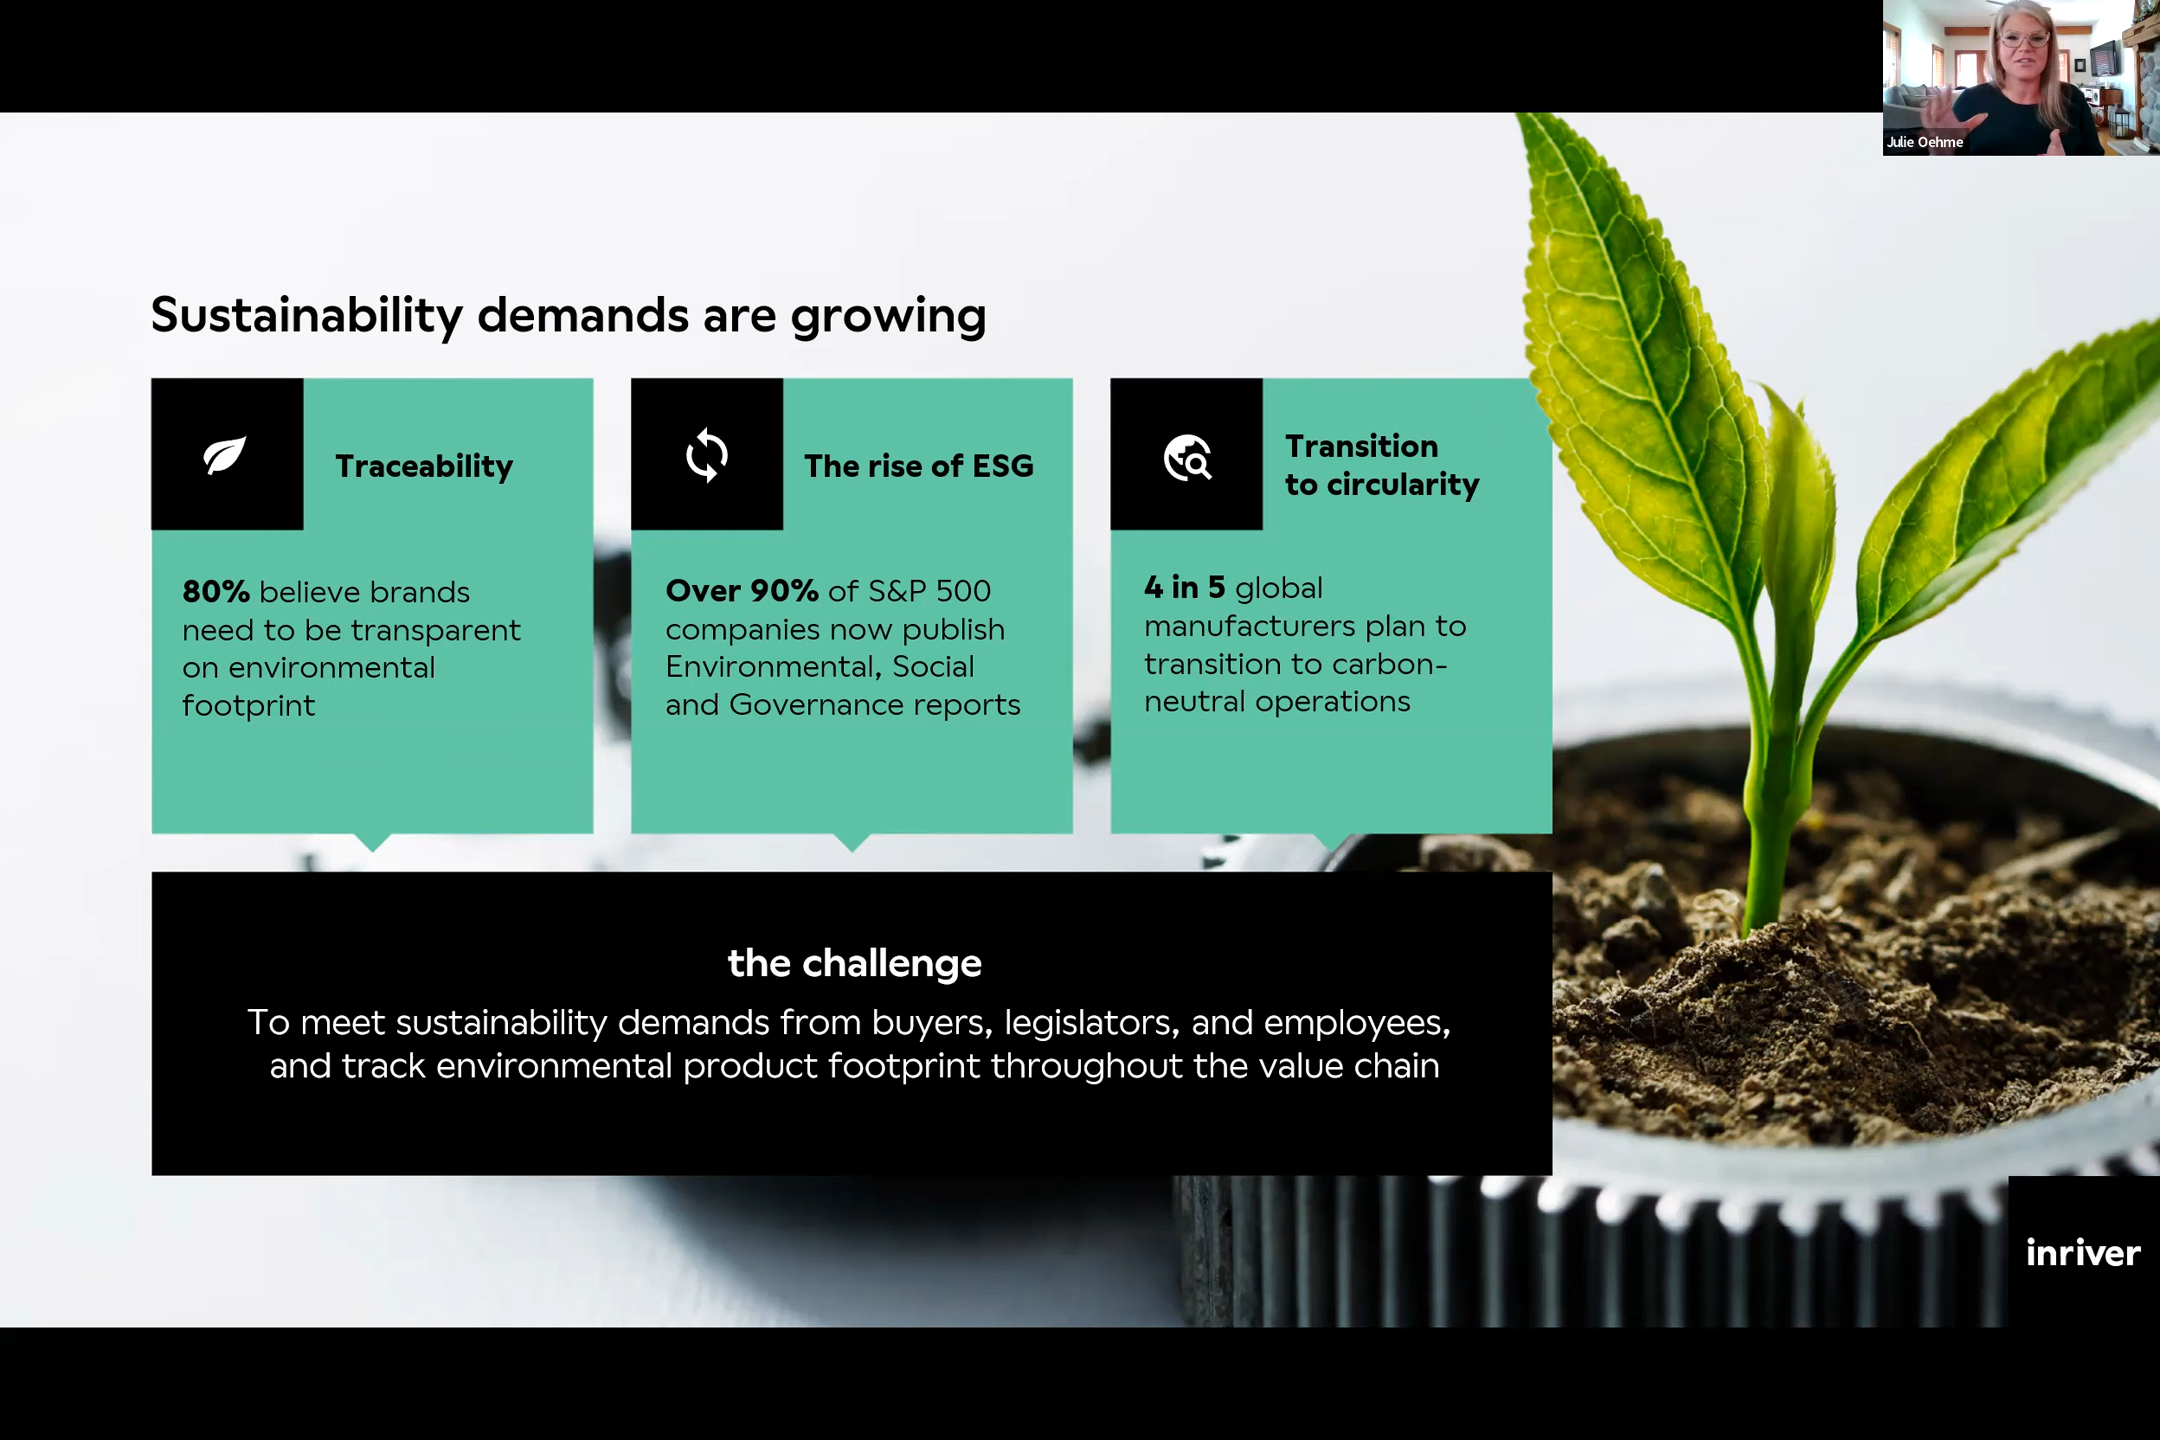 Julie Oehme
Sustainability demands are growing
Traceability
80% believe brands
need to be transparent
on environmental
footprint
The rise of ESG
Over 90% of S&P 500
companies now publish
Environmental, Social
and Governance reports
Transition
to circularity
4 in 5 global
manufacturers plan to
transition to carbon-
neutral operations
the challenge
To meet sustainability demands from buyers, legislators, and employees,
and track environmental product footprint throughout the value chain
inriver